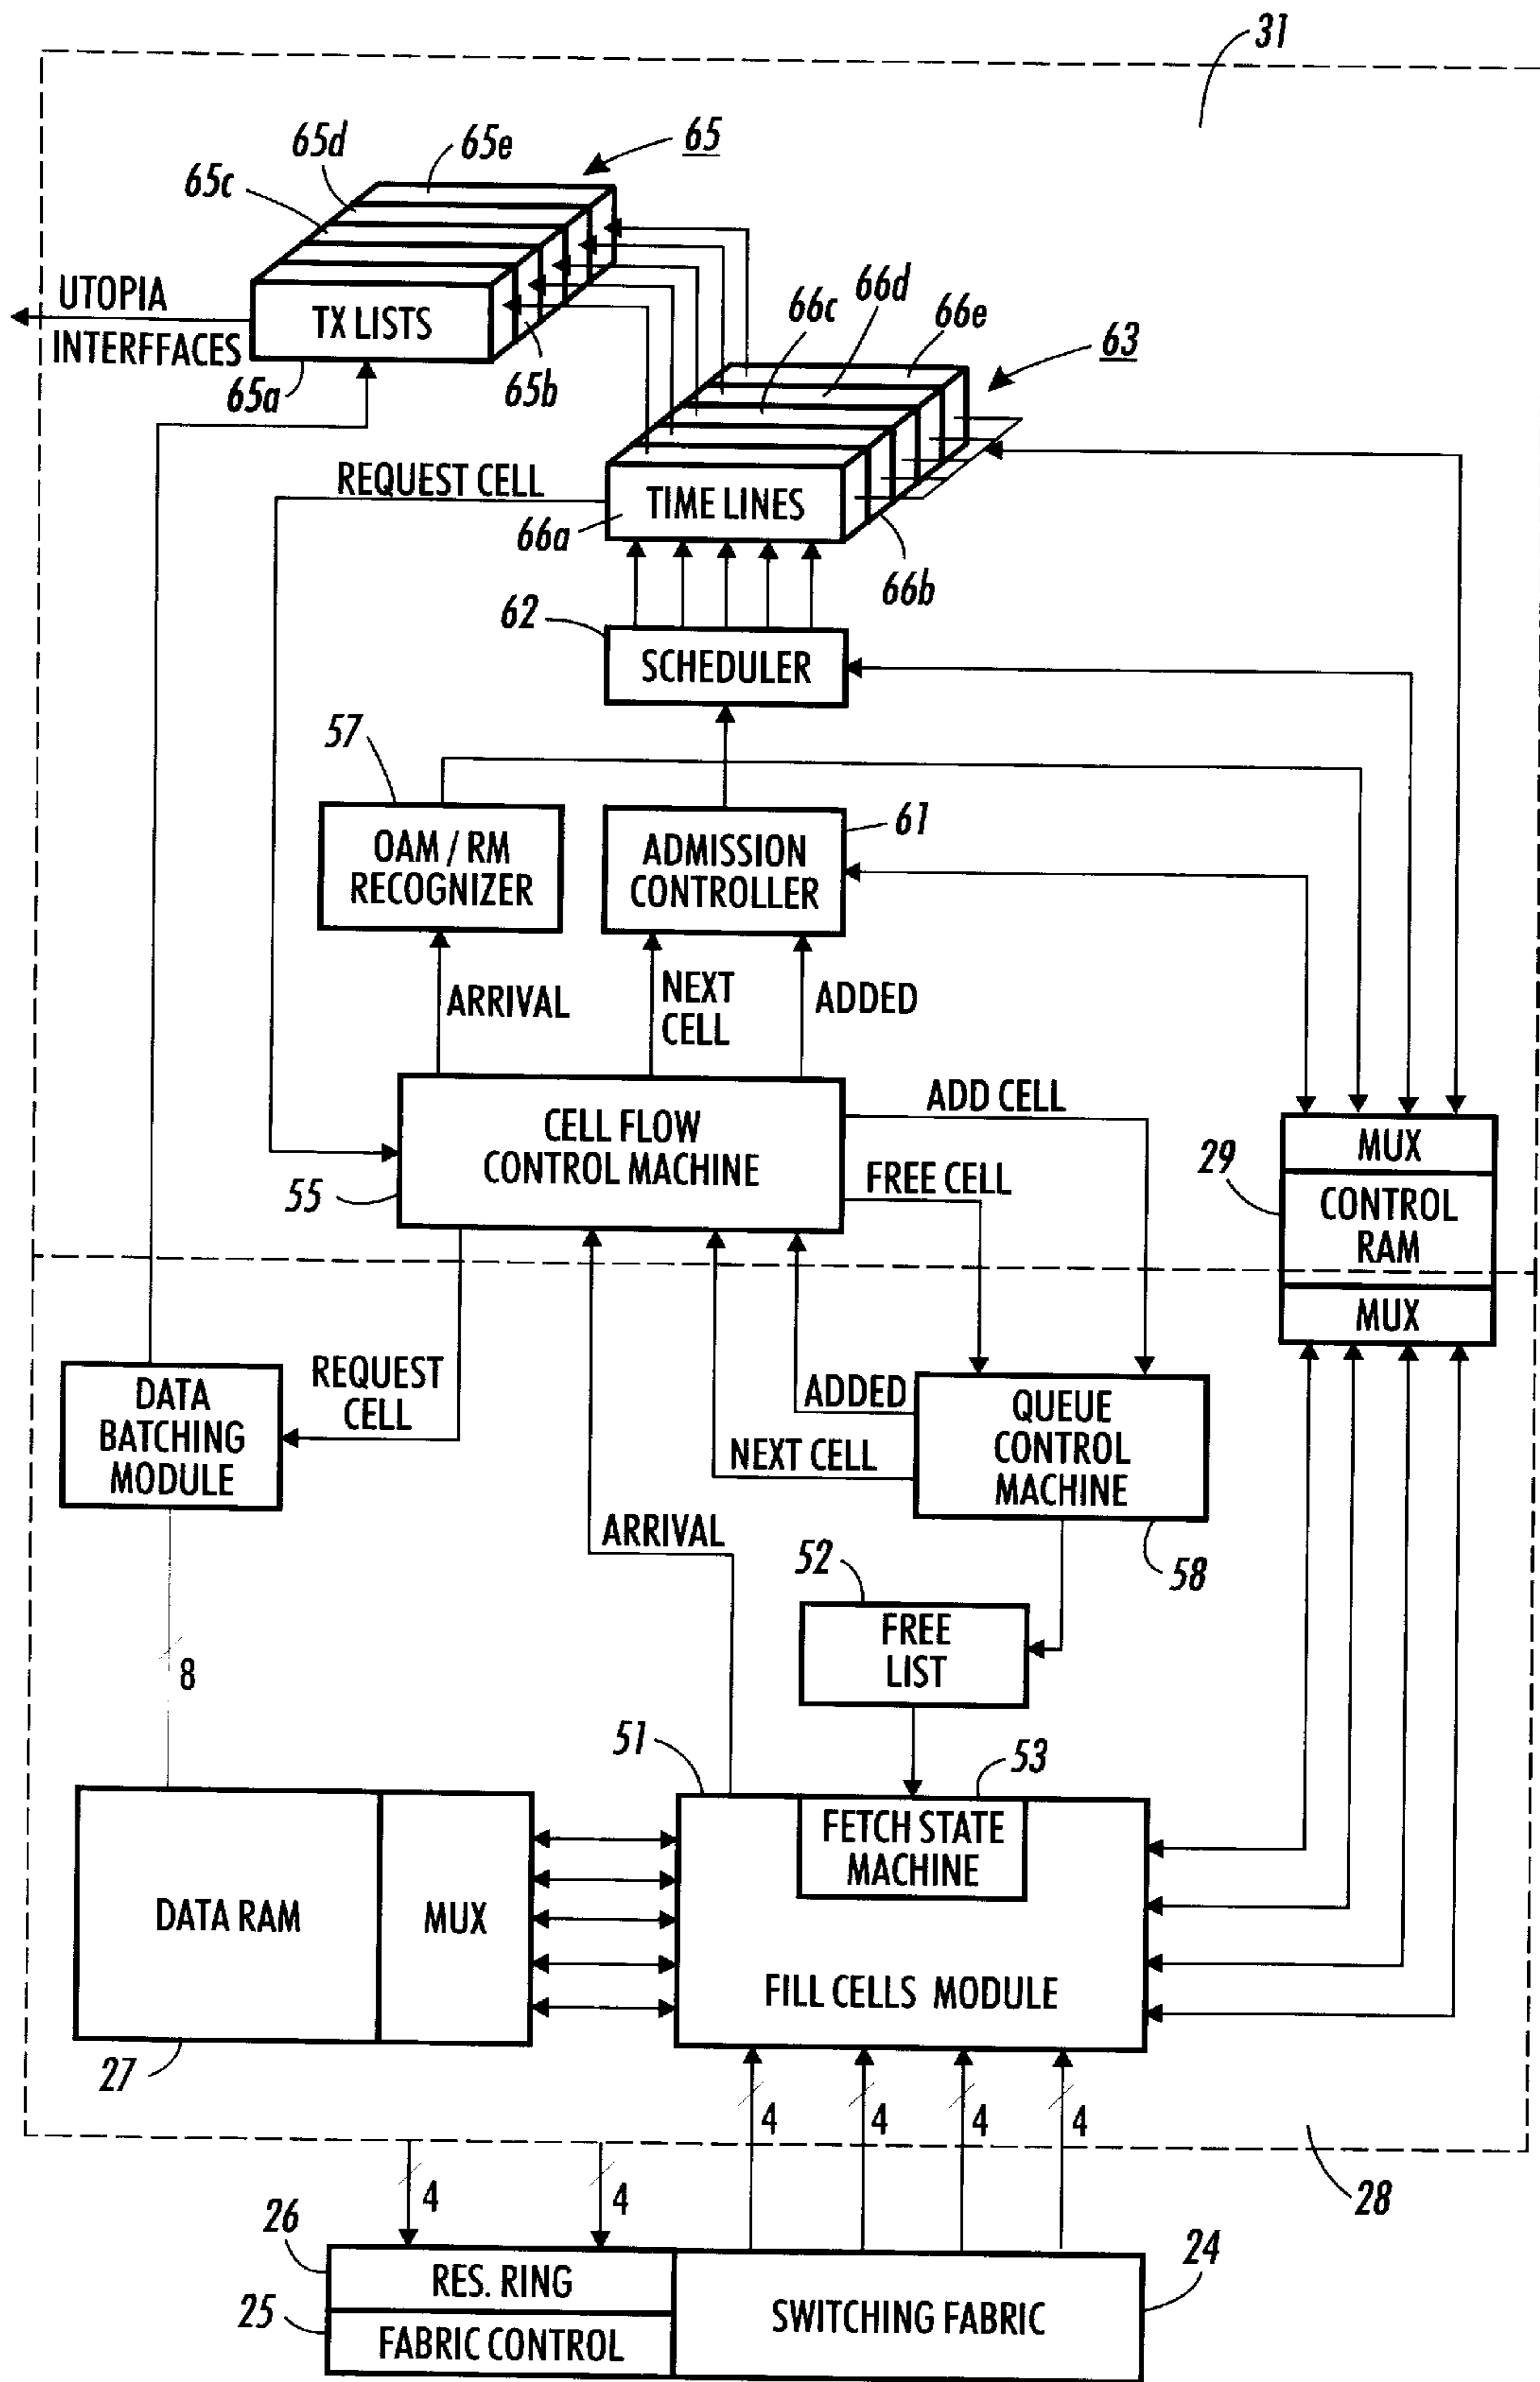 31
65d
65e
65
65c
UTOPIA
INTERFFACES
TX LISTS
65a
65b
66c
66d
66e
63
REQUEST CELL
TIME LINES
66a
66b
62
SCHEDULER
57
OAM / RM
RECOGNIZER
ADMISSION
CONTROLLER
61
ARRIVAL
NEXT
CELL
ADDED
CELL FLOW
CONTROL MACHINE
55
ADD CELL
FREE CELL
29
MUX
CONTROL
RAM
MUX
DATA
BATCHING
MODULE
REQUEST
CELL
ADDED
NEXT CELL
QUEUE
CONTROL
MACHINE
58
ARRIVAL
52
FREE
LIST
8
51
53
FETCH STATE
MACHINE
DATA RAM
MUX
FILL CELLS MODULE
27
4
4
4
4
28
4
4
26
RES. RING
25
FABRIC CONTROL
SWITCHING FABRIC
24